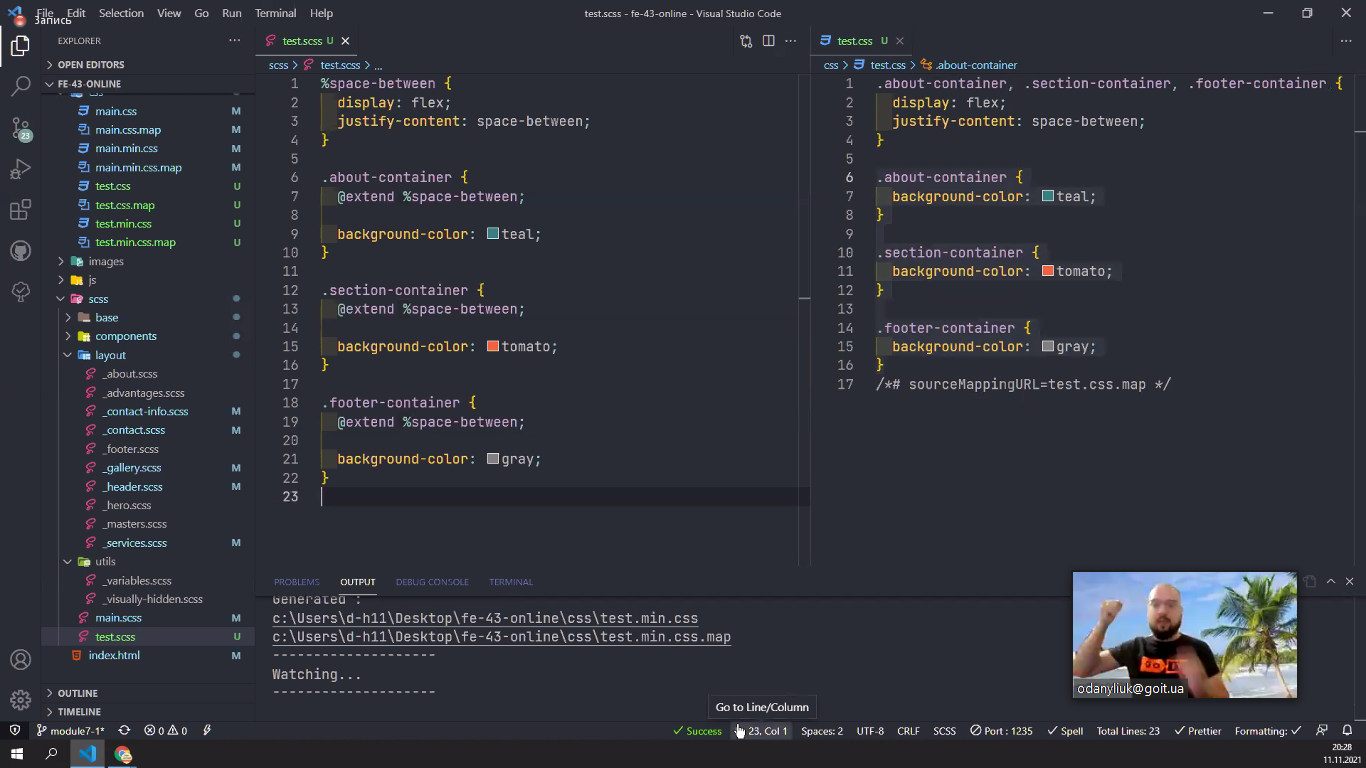 File Edit Selection View Go Run Terminal Help
Запись
test.scss - fe-43-online - Visual Studio Code
EXPLORER
OPEN EDITORS
FE-43-ONLINE
css
main.css M
main.css.map M
main.min.css M
main.min.css.map M
test.css U
test.css.map U
test.min.css U
test.min.css.map U
images
js
scss
base
components
layout
_about.scss
_advantages.scss
_contact-info.scss M
_contact.scss M
_footer.scss
_gallery.scss M
_header.scss M
_hero.scss
_masters.scss
_services.scss M
utils
_variables.scss
_visually-hidden.scss
main.scss M
test.scss U
index.html M
OUTLINE
TIMELINE
23
test.scss U
scss > test.scss > ...
1 %space-between {
2 display: flex;
3 justify-content: space-between;
4 }
5
6 .about-container {
7 @extend %space-between;
8
9 background-color: teal;
10 }
11
12 .section-container {
13 @extend %space-between;
14
15 background-color: tomato;
16 }
17
18 .footer-container {
19 @extend %space-between;
20
21 background-color: gray;
22 }
23
test.css U
css > test.css > .about-container
1 .about-container, .section-container, .footer-container {
2 display: flex;
3 justify-content: space-between;
4 }
5
6 .about-container {
7 background-color: teal;
8 }
9
10 .section-container {
11 background-color: tomato;
12 }
13
14 .footer-container {
15 background-color: gray;
16 }
17 /*# sourceMappingURL=test.css.map */
PROBLEMS OUTPUT DEBUG CONSOLE TERMINAL
Generated :
c:\Users\d-h11\Desktop\fe-43-online\css\test.min.css
c:\Users\d-h11\Desktop\fe-43-online\css\test.min.css.map
--------------------
Watching...
--------------------
odanyliuk@goit.ua
Go to Line/Column
module7-1* 0 0 Success 23, Col 1 Spaces: 2 UTF-8 CRLF SCSS Port : 1235 Spell Total Lines: 23 Prettier Formatting:
20:28
11.11.2021